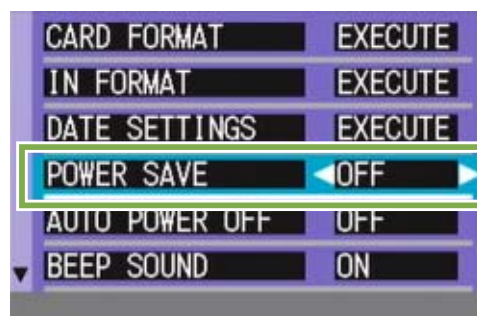 CARD FORMAT EXECUTE
IN FORMAT EXECUTE
DATE SETTINGS EXECUTE
POWER SAVE OFF
AUTO POWER OFF OFF
BEEP SOUND ON